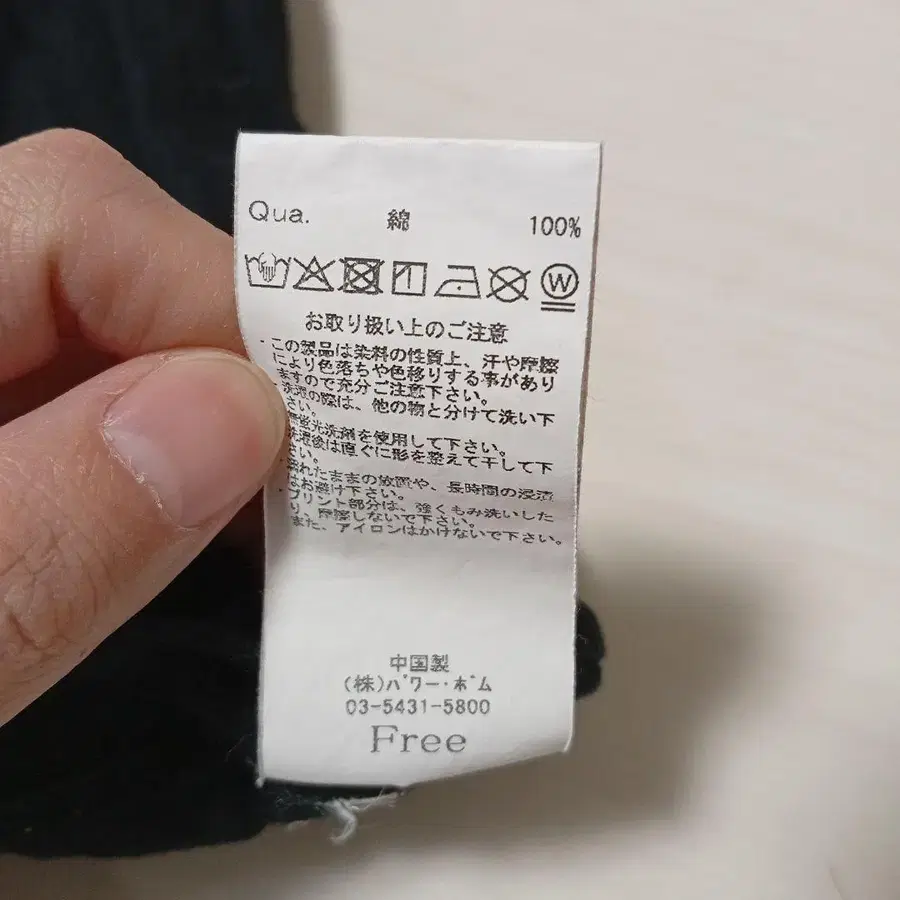 Qua. 綿 100%
W
お取り扱い上のご注意
・この製品は染料の性質上、汗や摩擦
により色落ちや色移りする事があり
ますので充分ご注意下さい。
・洗濯の際は、他の物と分けて洗い下
さい。
蛍光洗剤を使用して下さい。
洗濯後は直ぐに形を整えて干して下
さい。
濡れたままの放置や、長時間の浸漬
はお避け下さい。
・プリント部分は、強くもみ洗いした
り、摩擦しないで下さい。
また、アイロンはかけないで下さい。
中国製
(株)パワー・ホーム
03-5431-5800
Free